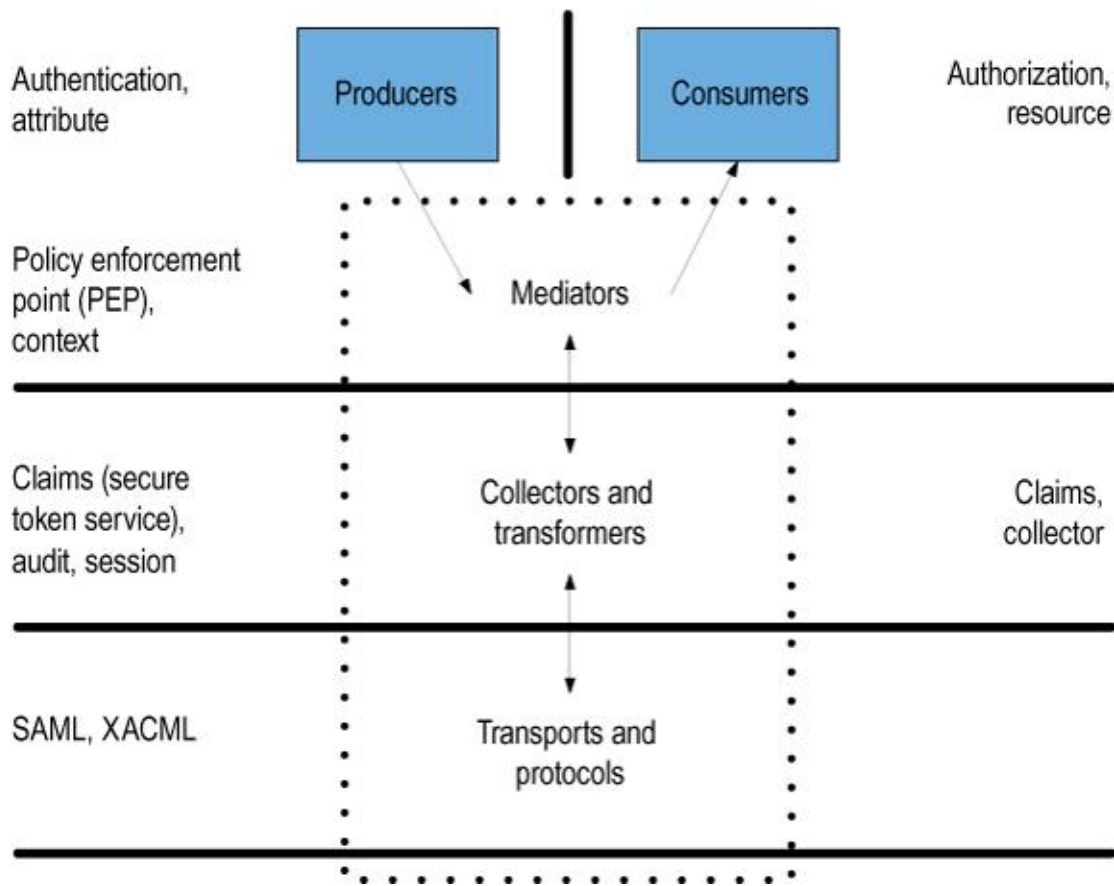 Authentication,
attribute
Producers
Consumers
Authorization,
resource
Policy enforcement
point (PEP),
context
Mediators
Claims (secure
token service),
audit, session
Collectors and
transformers
Claims,
collector
SAML, XACML
Transports and
protocols